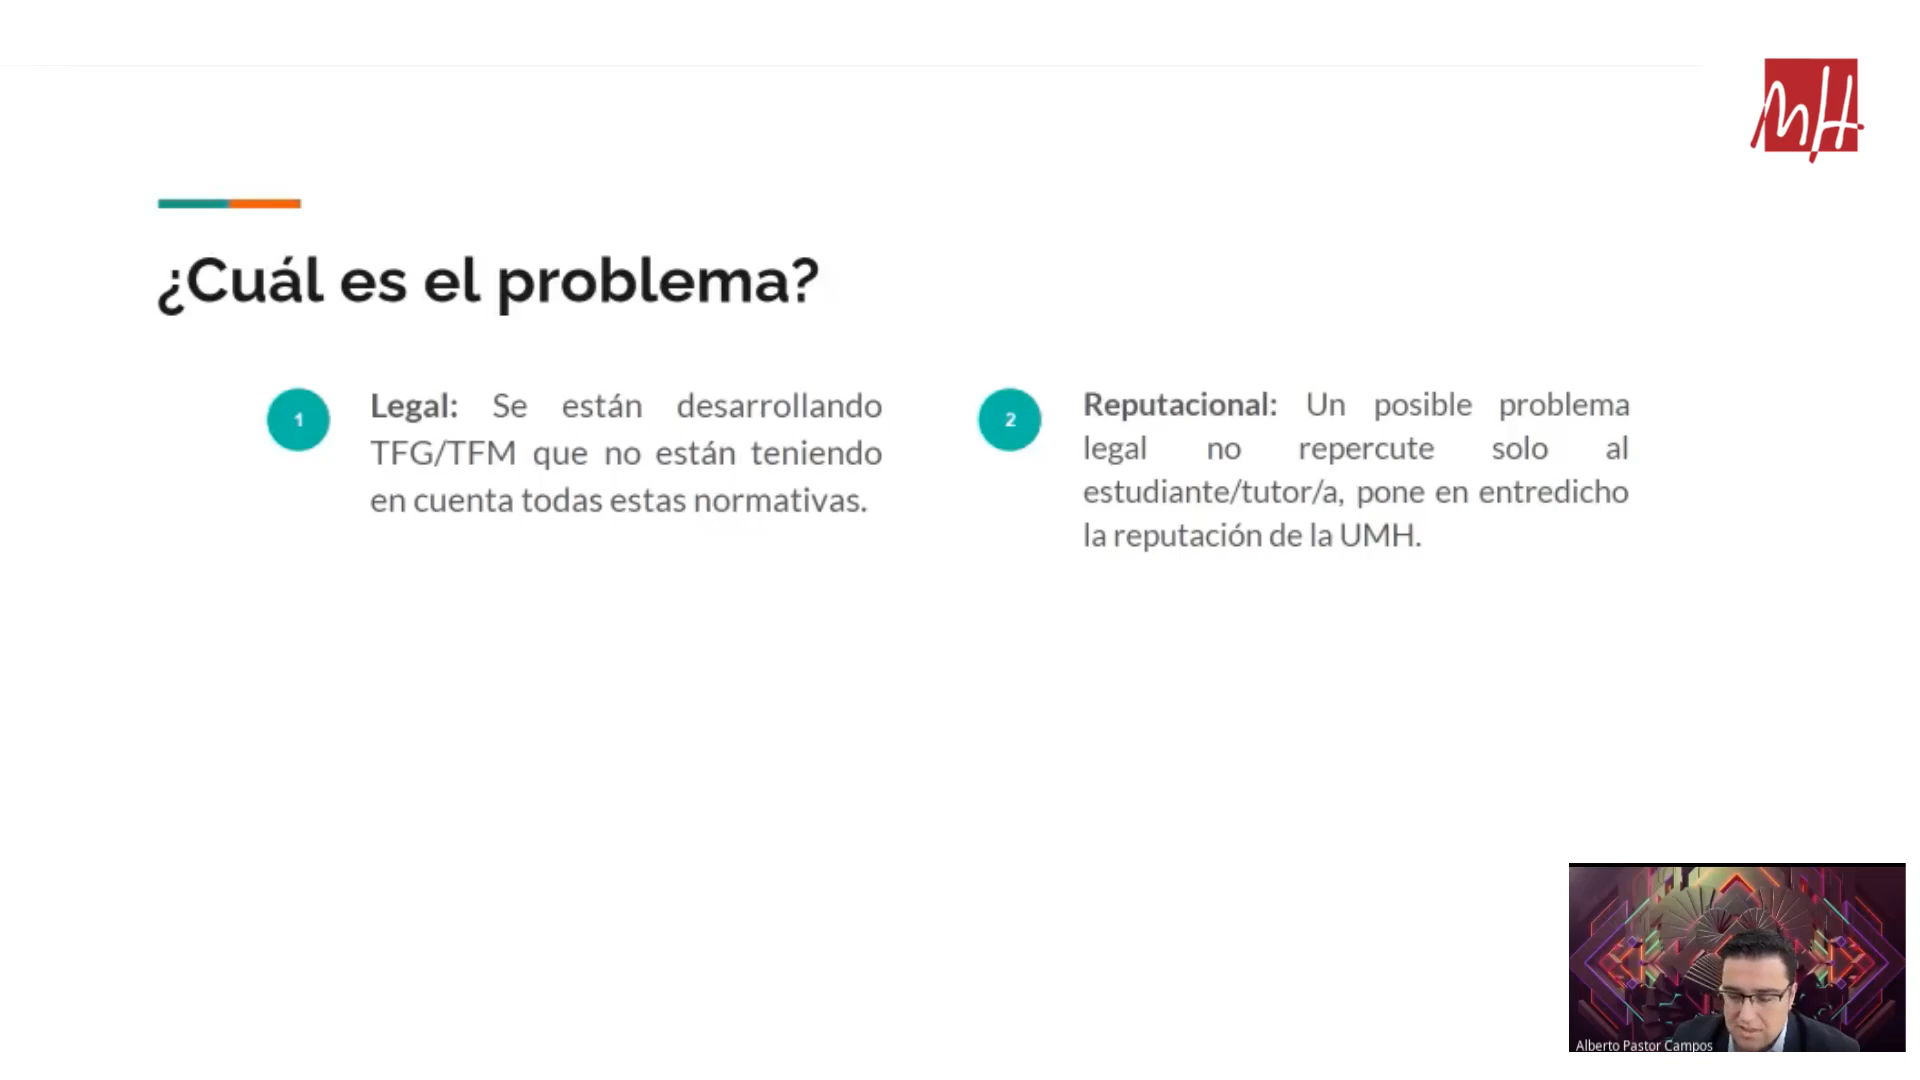 MH
¿Cuál es el problema?
1
Legal: Se están desarrollando
TFG/TFM que no están teniendo
en cuenta todas estas normativas.
2
Reputacional: Un posible problema
legal no repercute solo al
estudiante/tutor/a, pone en entredicho
la reputación de la UMH.
Alberto Pastor Campos